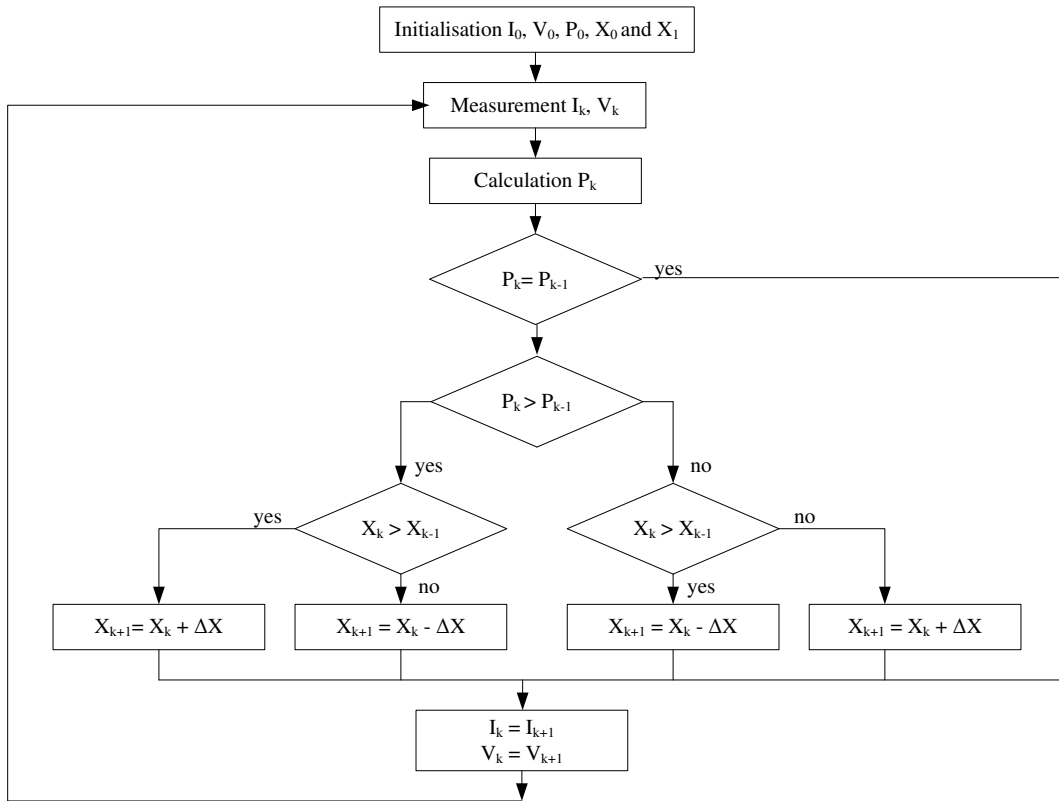 Initialisation I₀, V₀, P₀, X₀ and X₁
Measurement Iₖ, Vₖ
Calculation Pₖ
Pₖ= Pₖ₋₁
yes
Pₖ > Pₖ₋₁
yes
no
yes
Xₖ > Xₖ₋₁
no
Xₖ > Xₖ₋₁
no
yes
Xₖ₊₁= Xₖ + ΔX
Xₖ₊₁ = Xₖ - ΔX
Xₖ₊₁ = Xₖ - ΔX
Xₖ₊₁ = Xₖ + ΔX
Iₖ = Iₖ₊₁
Vₖ = Vₖ₊₁